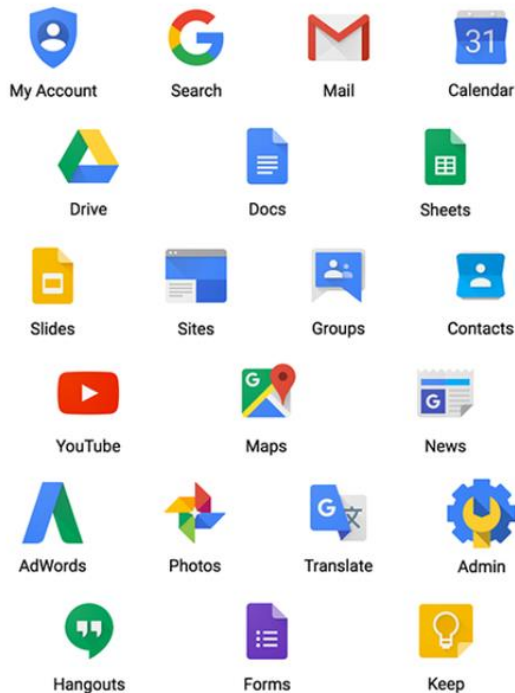 My Account Search Mail 31 Calendar
Drive Docs Sheets
Slides Sites Groups Contacts
YouTube G Maps G News
AdWords Photos G 文 Translate Admin
Hangouts Forms Keep